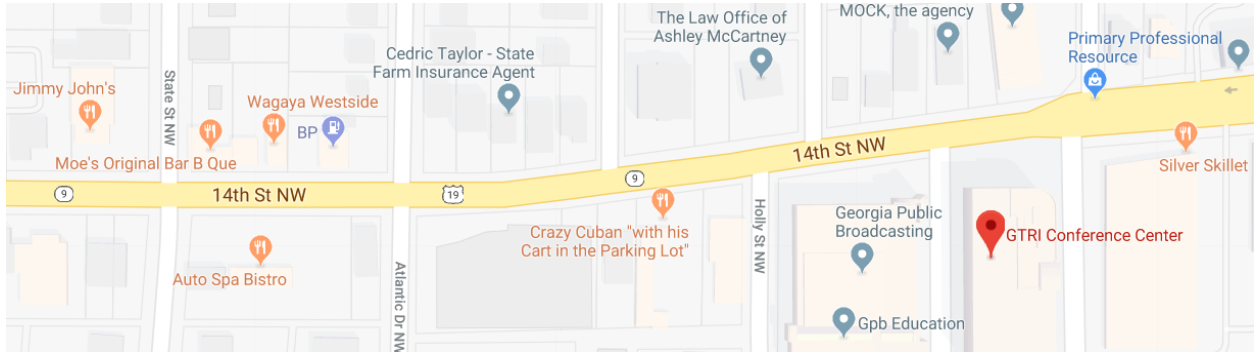 The Law Office of
Ashley McCartney
MOCK, the agency
Primary Professional
Resource
Cedric Taylor - State
Farm Insurance Agent
Jimmy John's
State St NW
Wagaya Westside
BP
Moe's Original Bar B Que
14th St NW
Silver Skillet
9
14th St NW
19
9
Crazy Cuban "with his
Cart in the Parking Lot"
Holly St NW
Georgia Public
Broadcasting
GTRI Conference Center
Auto Spa Bistro
Atlantic Dr NW
Gpb Education